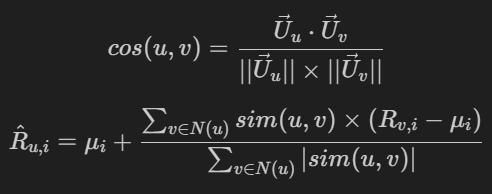 $cos(u, v) = \frac{\vec{U}_u \cdot \vec{U}_v}{||\vec{U}_u|| \times ||\vec{U}_v||}$
$\hat{R}_{u,i} = \mu_i + \frac{\sum_{v \in N(u)} sim(u, v) \times (R_{v,i} - \mu_i)}{\sum_{v \in N(u)} |sim(u, v)|}$